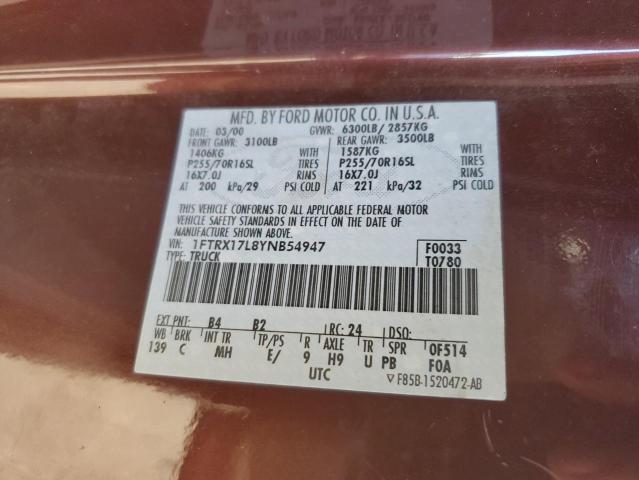 MFD. BY FORD MOTOR CO. IN U.S.A.
DATE: 03/00 GVWR: 6300LB/ 2857KG
FRONT GAWR: 3100LB REAR GAWR: 3500LB
1406KG 1587KG
P255/70R16SL TIRES P255/70R16SL TIRES
16X7.0J RIMS 16X7.0J RIMS
AT 200 kPa/29 PSI COLD AT 221 kPa/32 PSI COLD
THIS VEHICLE CONFORMS TO ALL APPLICABLE FEDERAL MOTOR
VEHICLE SAFETY STANDARDS IN EFFECT ON THE DATE OF
MANUFACTURE SHOWN ABOVE.
VIN: 1FTRX17L8YNB54947 F0033
TYPE: TRUCK T0780
EXT PNT: B4 B2 RC: 24 DSO:
WB BRK INT TR TP/PS R AXLE TR SPR 0F514
139 C MH E/ 9 H9 U PB FOA
UTC
F85B-1520472-AB